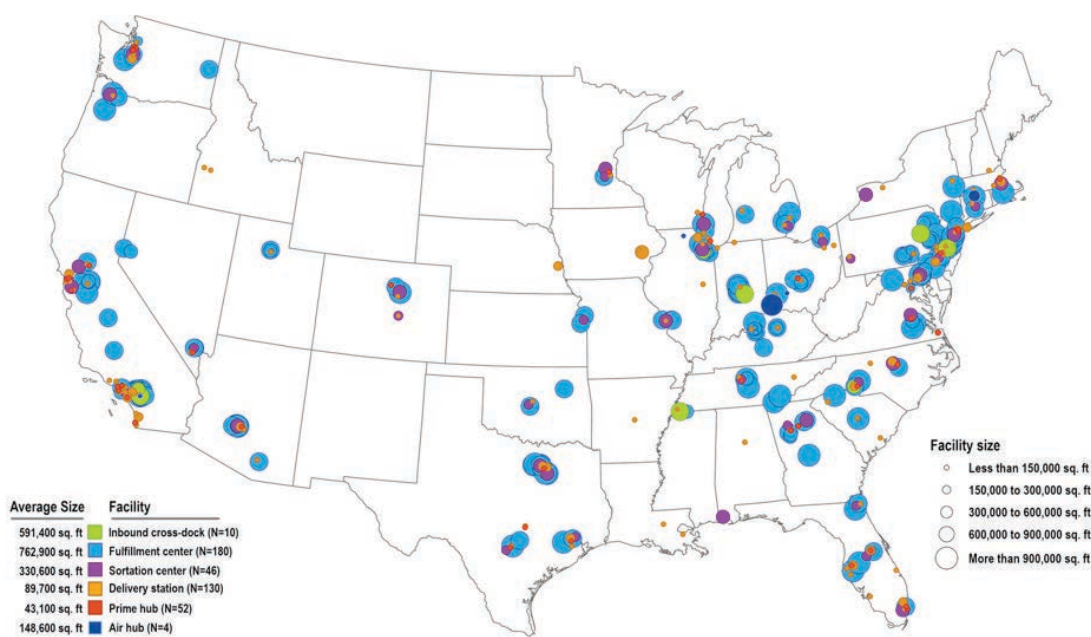 Average Size Facility
591,400 sq. ft Inbound cross-dock (N=10)
762,900 sq. ft Fulfillment center (N=180)
330,600 sq. ft Sortation center (N=46)
89,700 sq. ft Delivery station (N=130)
43,100 sq. ft Prime hub (N=52)
148,600 sq. ft Air hub (N=4)
Facility size
Less than 150,000 sq. ft
150,000 to 300,000 sq. ft
300,000 to 600,000 sq. ft
600,000 to 900,000 sq. ft
More than 900,000 sq. ft